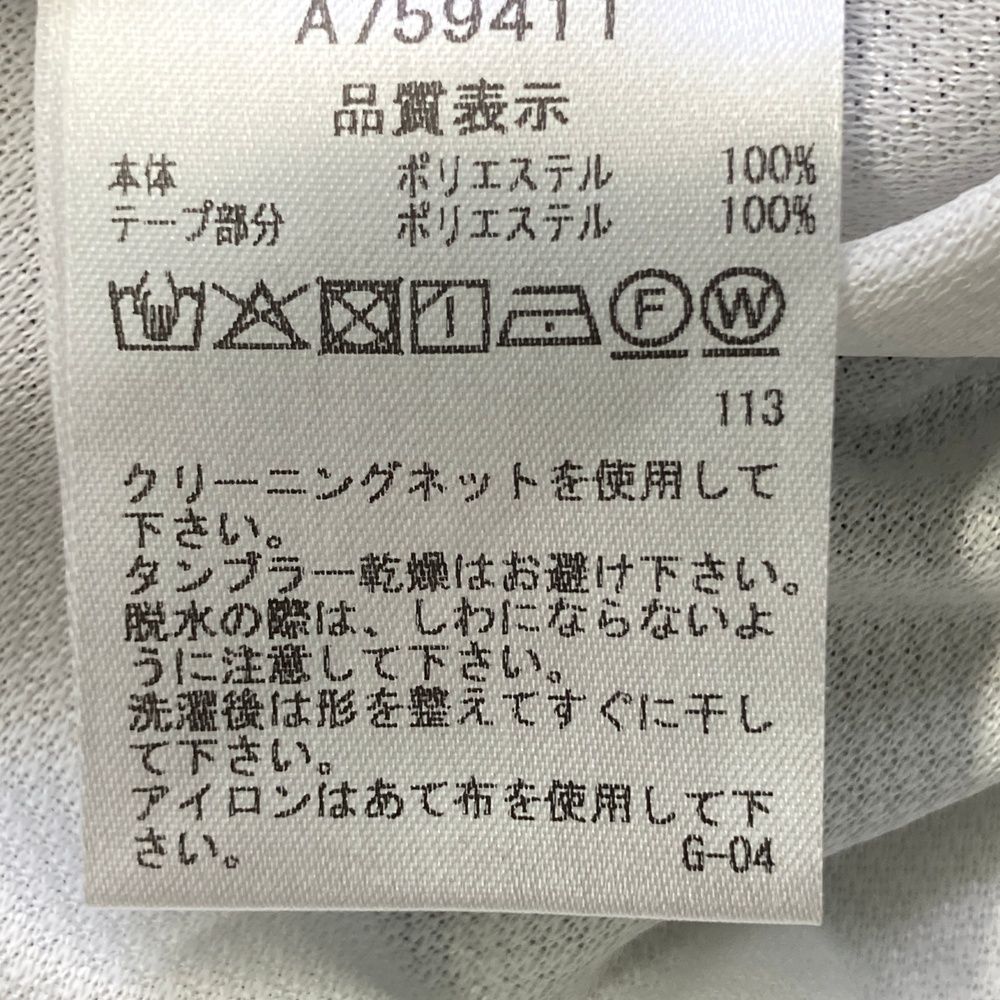 A759411
品質表示
本体 ポリエステル 100%
テープ部分 ポリエステル 100%
F W
113
クリーニングネットを使用して
下さい。
タンブラー乾燥はお避け下さい。
脱水の際は、しわにならないよ
うに注意して下さい。
洗濯後は形を整えてすぐに干し
て下さい。
アイロンはあて布を使用して下
さい。 G-04